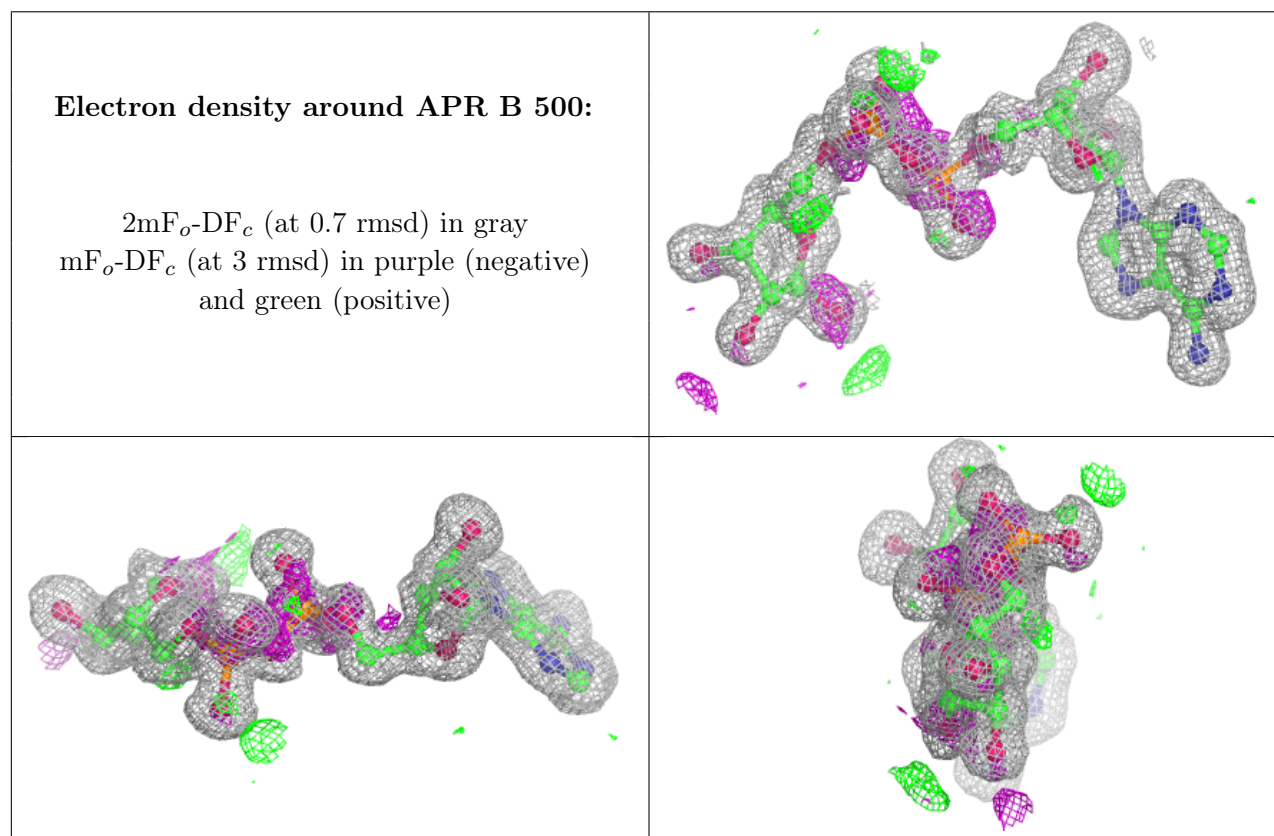 Electron density around APR B 500:
2mFₒ-DF𝒸 (at 0.7 rmsd) in gray
mFₒ-DF𝒸 (at 3 rmsd) in purple (negative)
and green (positive)